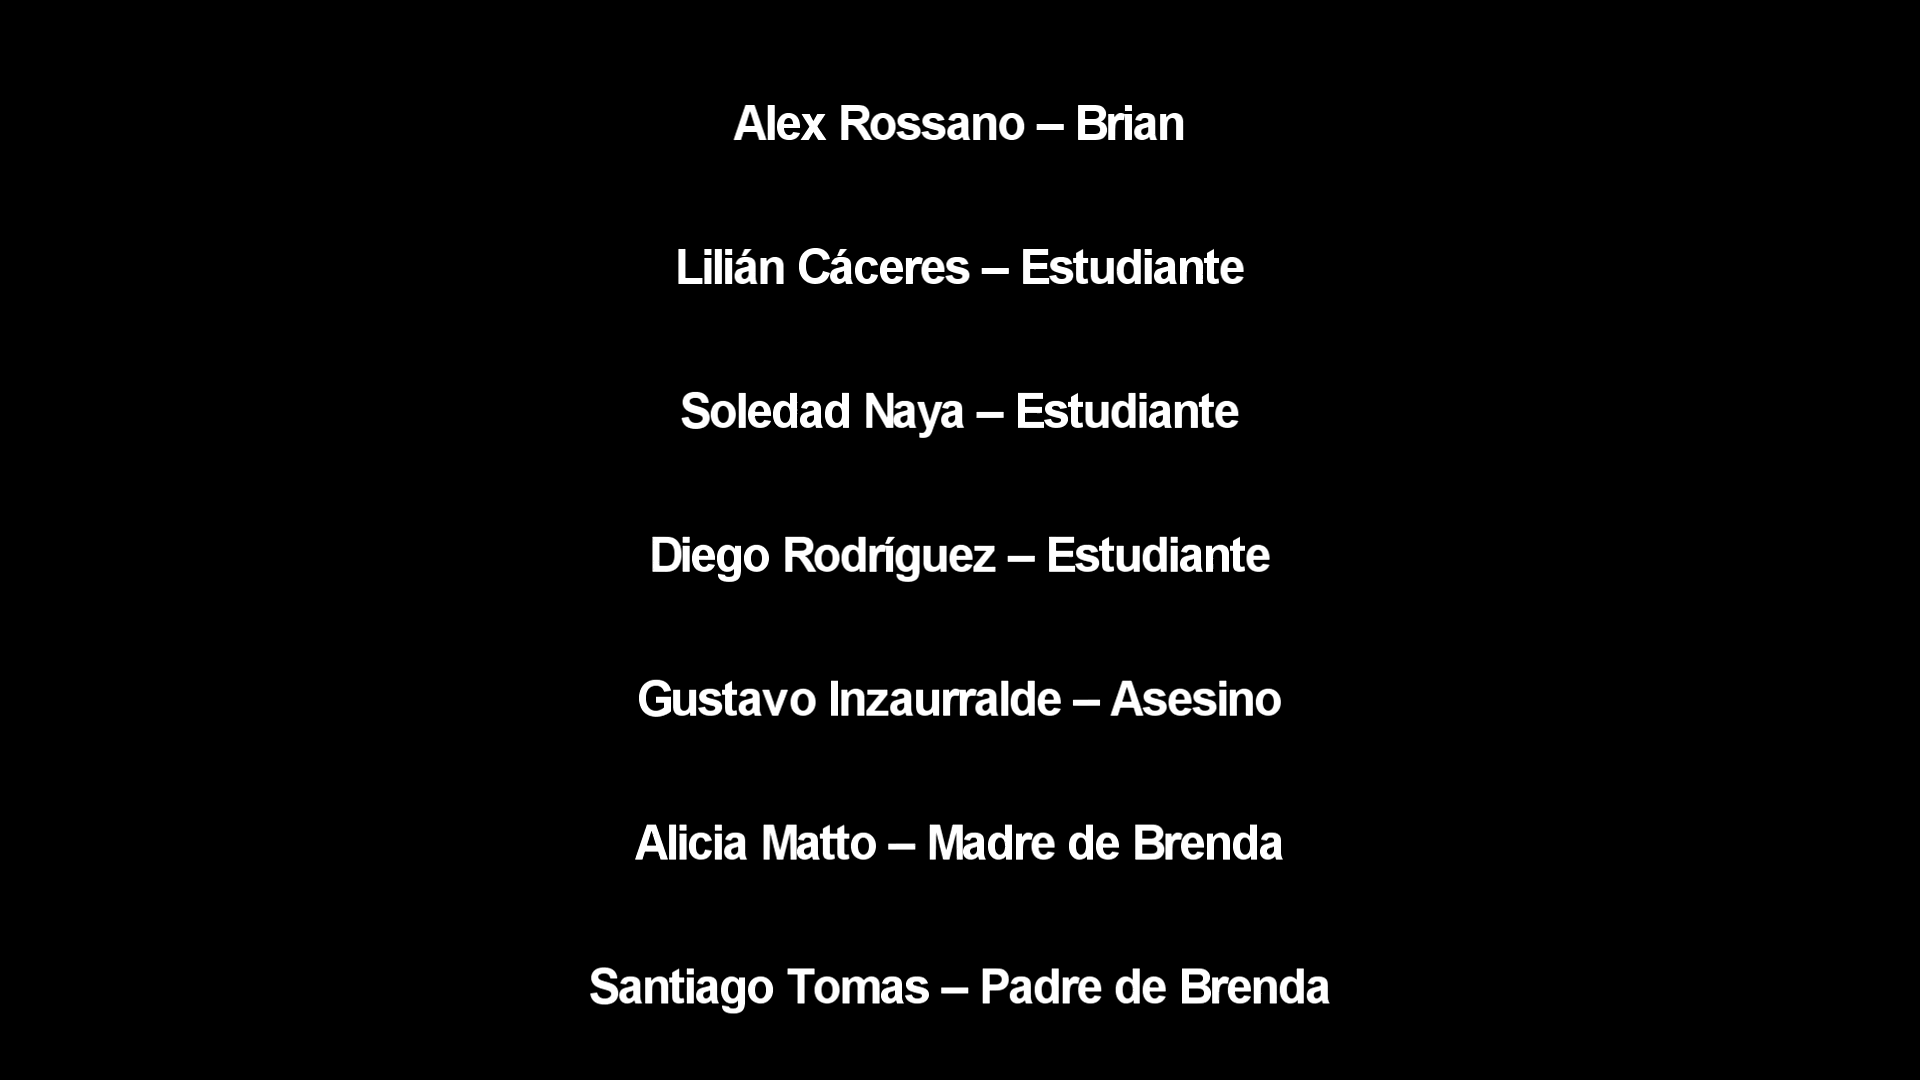 Alex Rossano – Brian
Lilián Cáceres – Estudiante
Soledad Naya – Estudiante
Diego Rodríguez – Estudiante
Gustavo Inzaurralde – Asesino
Alicia Matto – Madre de Brenda
Santiago Tomas – Padre de Brenda